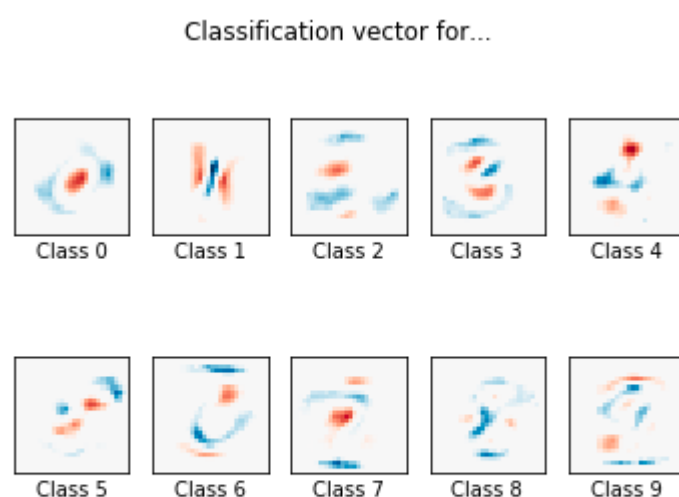 Classification vector for...
Class 0 Class 1 Class 2 Class 3 Class 4
Class 5 Class 6 Class 7 Class 8 Class 9